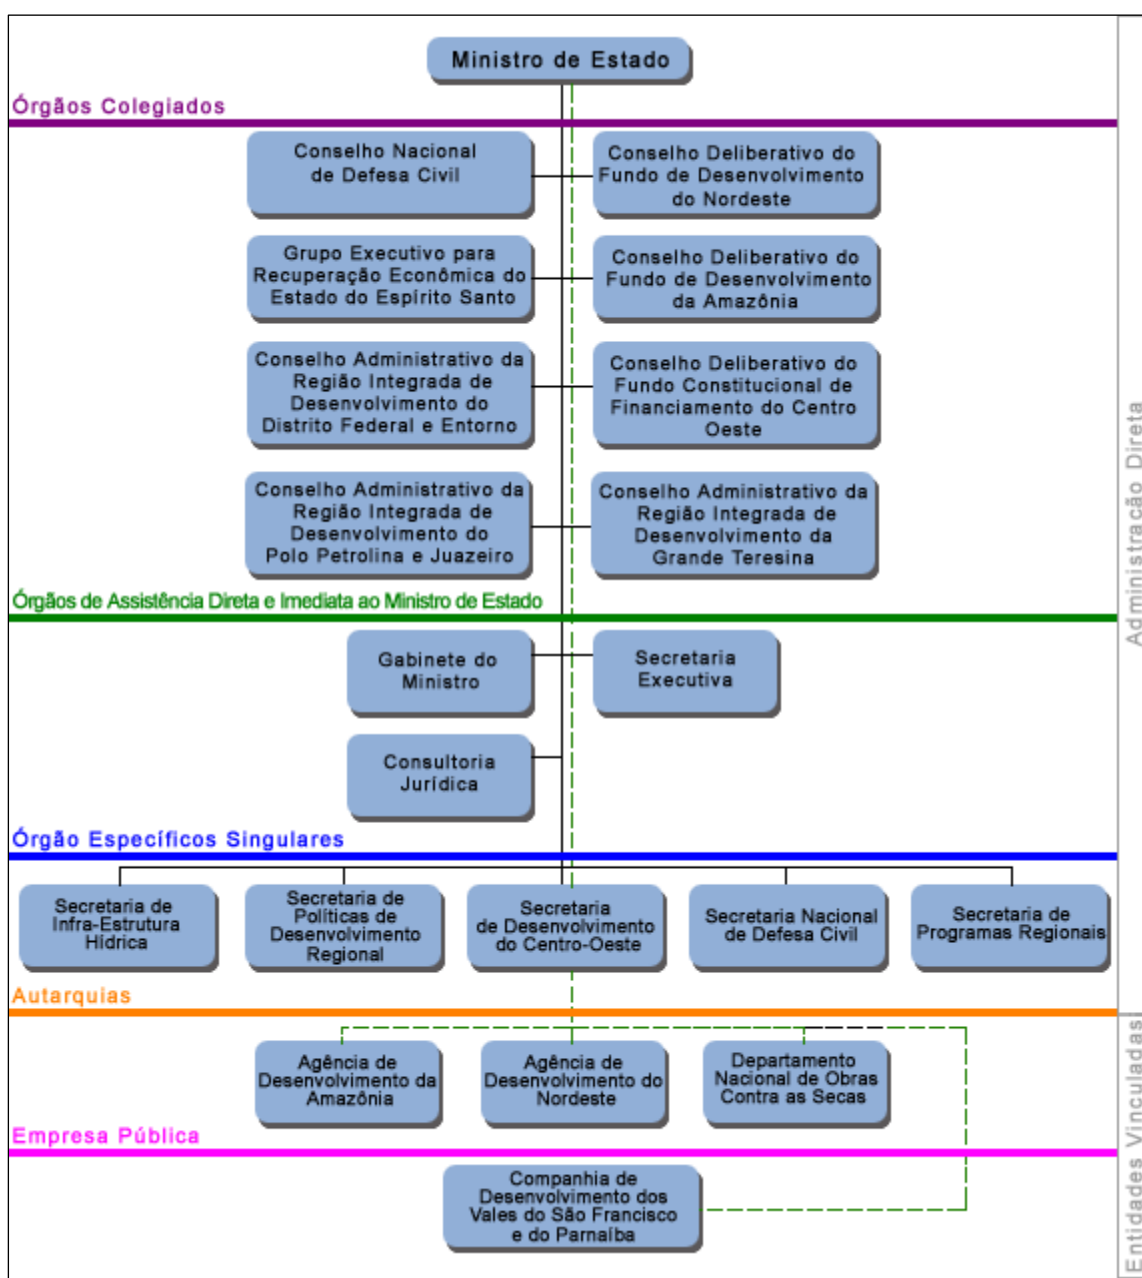 Ministro de Estado
Órgãos Colegiados
Conselho Nacional
de Defesa Civil
Conselho Deliberativo do
Fundo de Desenvolvimento
do Nordeste
Grupo Executivo para
Recuperação Econômica do
Estado do Espírito Santo
Conselho Deliberativo do
Fundo de Desenvolvimento
da Amazônia
Conselho Administrativo da
Região Integrada de
Desenvolvimento do
Distrito Federal e Entorno
Conselho Deliberativo do
Fundo Constitucional de
Financiamento do Centro
Oeste
Conselho Administrativo da
Região Integrada de
Desenvolvimento do
Polo Petrolina e Juazeiro
Conselho Administrativo da
Região Integrada de
Desenvolvimento da
Grande Teresina
Administração Direta
Órgãos de Assistência Direta e Imediata ao Ministro de Estado
Gabinete do
Ministro
Secretaria
Executiva
Consultoria
Jurídica
Órgão Específicos Singulares
Secretaria de
Infra-Estrutura
Hídrica
Secretaria de
Políticas de
Desenvolvimento
Regional
Secretaria
de Desenvolvimento
do Centro-Oeste
Secretaria Nacional
de Defesa Civil
Secretaria de
Programas Regionais
Autarquias
Agência de
Desenvolvimento da
Amazônia
Agência de
Desenvolvimento do
Nordeste
Departamento
Nacional de Obras
Contra as Secas
Entidades Vinculadas
Empresa Pública
Companhia de
Desenvolvimento dos
Vales do São Francisco
e do Parnaíba